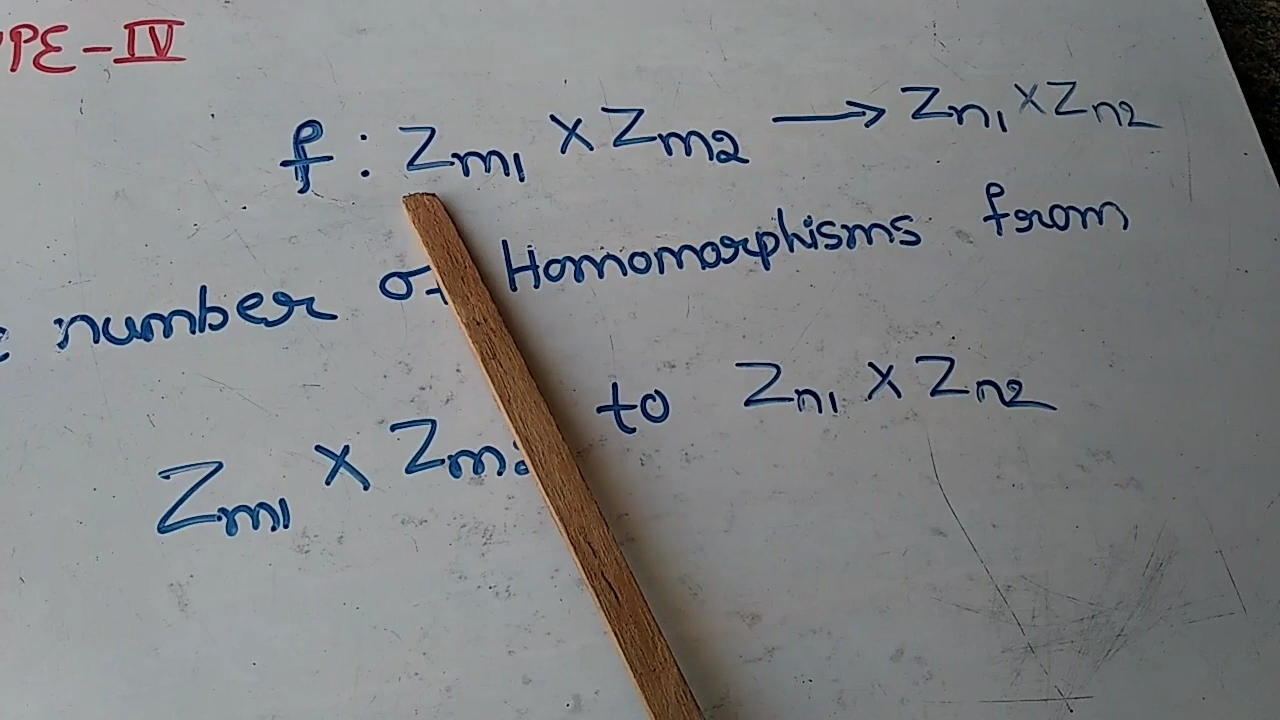 PE-IV
f: Zm1 × Zm2 → Zn1 × Zn2
number Homomorphisms from
Zm1 × Zm to Zn1 × Zn2